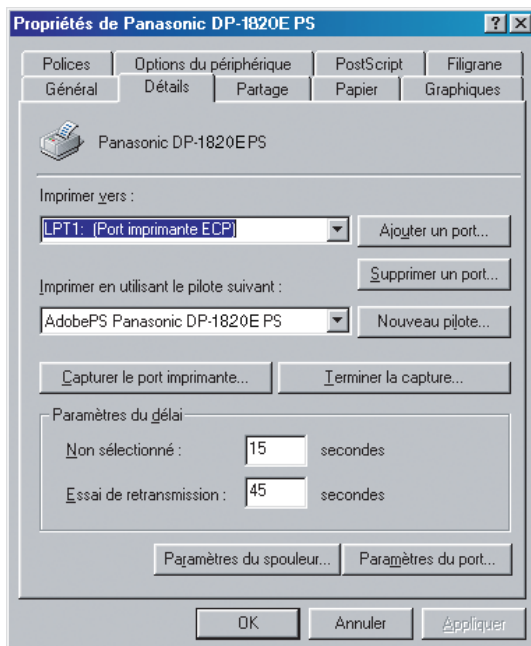 Propriétés de Panasonic DP-1820E PS
Polices Options du périphérique PostScript Filigrane
Général Détails Partage Papier Graphiques
Panasonic DP-1820E PS
Imprimer vers :
LPT1: (Port imprimante ECP)
Ajouter un port...
Supprimer un port...
Imprimer en utilisant le pilote suivant :
AdobePS Panasonic DP-1820E PS
Nouveau pilote...
Capturer le port imprimante... Terminer la capture...
Paramètres du délai
Non sélectionné : 15 secondes
Essai de retransmission : 45 secondes
Paramètres du spouleur... Paramètres du port...
OK Annuler Appliquer